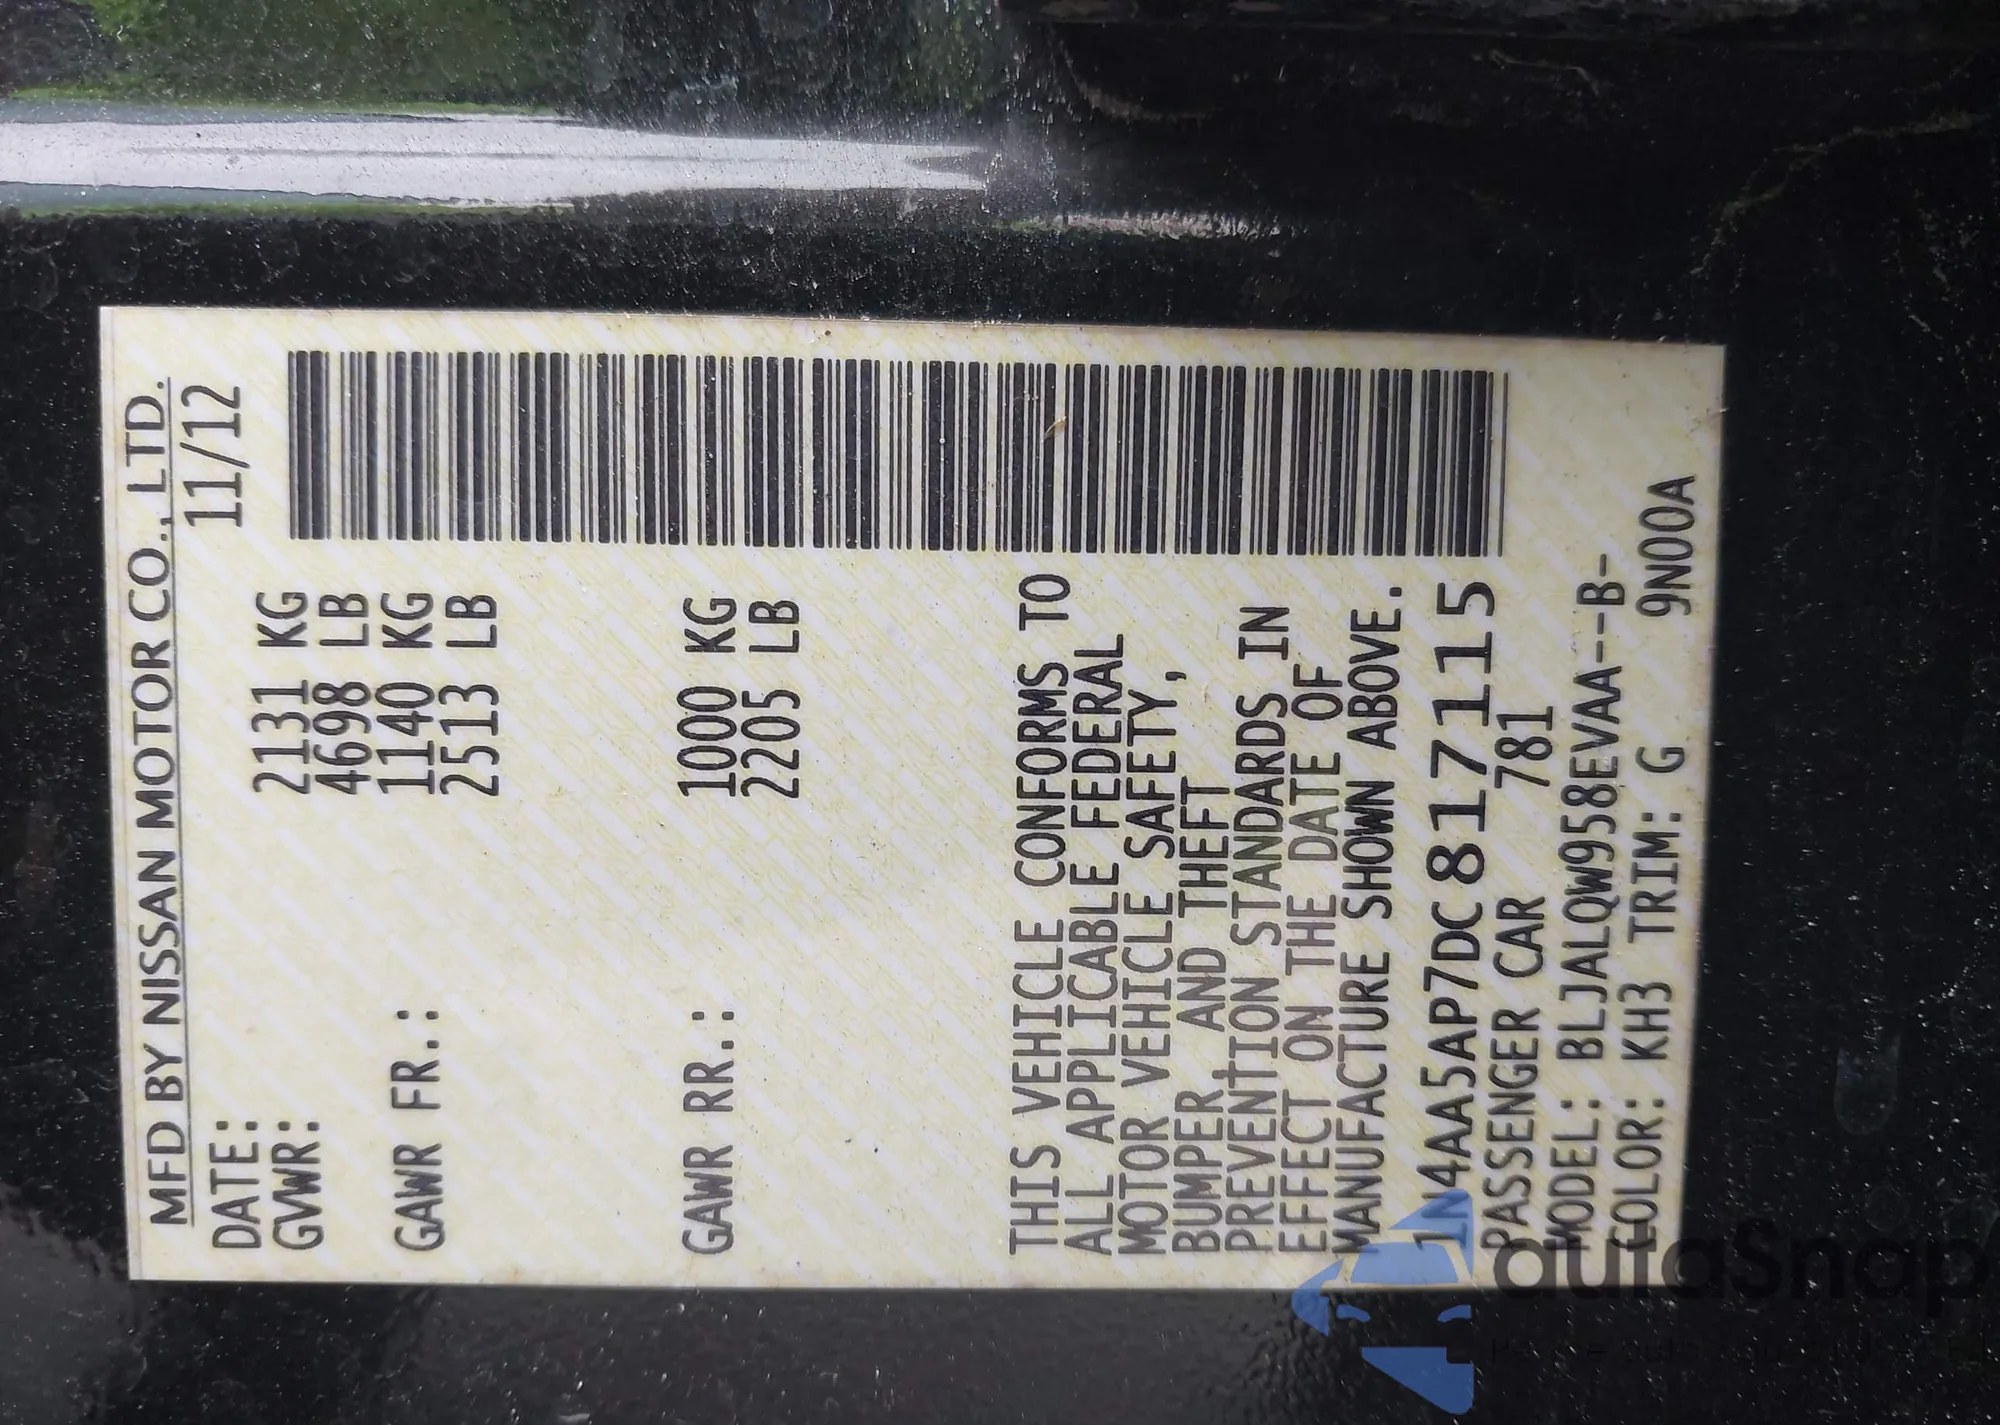 MFD BY NISSAN MOTOR CO., LTD.
DATE: 11/12
GVWR: 2131 KG
4698 LB
GAWR FR.: 1140 KG
2513 LB
GAWR RR.: 1000 KG
2205 LB
THIS VEHICLE CONFORMS TO
ALL APPLICABLE FEDERAL
MOTOR VEHICLE SAFETY,
BUMPER, AND THEFT
PREVENTION STANDARDS IN
EFFECT ON THE DATE OF
MANUFACTURE SHOWN ABOVE.
1N4AA5AP7DC817115
PASSENGER CAR 781
MODEL: BLJALQW958EVAA--B-
COLOR: KH3 TRIM: G 9N00A
autaSnap